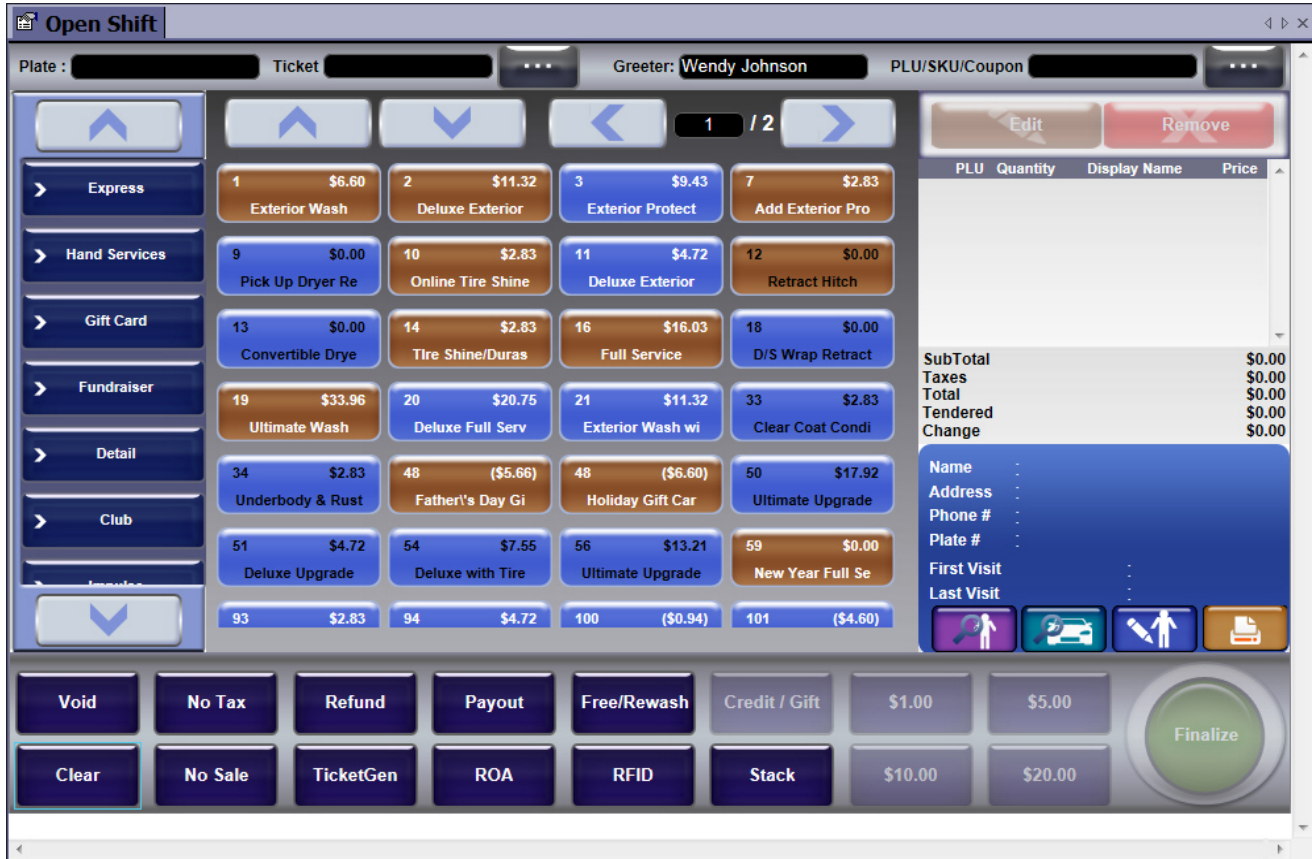 Open Shift
Plate : Ticket ... Greeter: Wendy Johnson PLU/SKU/Coupon ...
1 / 2 Edit Remove
PLU Quantity Display Name Price
Express
Hand Services
Gift Card
Fundraiser
Detail
Club
1 $6.60
Exterior Wash
2 $11.32
Deluxe Exterior
3 $9.43
Exterior Protect
7 $2.83
Add Exterior Pro
9 $0.00
Pick Up Dryer Re
10 $2.83
Online Tire Shine
11 $4.72
Deluxe Exterior
12 $0.00
Retract Hitch
13 $0.00
Convertible Drye
14 $2.83
TIre Shine/Duras
16 $16.03
Full Service
18 $0.00
D/S Wrap Retract
19 $33.96
Ultimate Wash
20 $20.75
Deluxe Full Serv
21 $11.32
Exterior Wash wi
33 $2.83
Clear Coat Condi
34 $2.83
Underbody & Rust
48 ($5.66)
Father\'s Day Gi
48 ($6.60)
Holiday Gift Car
50 $17.92
Ultimate Upgrade
51 $4.72
Deluxe Upgrade
54 $7.55
Deluxe with Tire
56 $13.21
Ultimate Upgrade
59 $0.00
New Year Full Se
93 $2.83
94 $4.72
100 ($0.94)
101 ($4.60)
SubTotal $0.00
Taxes $0.00
Total $0.00
Tendered $0.00
Change $0.00
Name :
Address :
Phone # :
Plate # :
First Visit :
Last Visit :
Void No Tax Refund Payout Free/Rewash Credit / Gift $1.00 $5.00
Finalize
Clear No Sale TicketGen ROA RFID Stack $10.00 $20.00